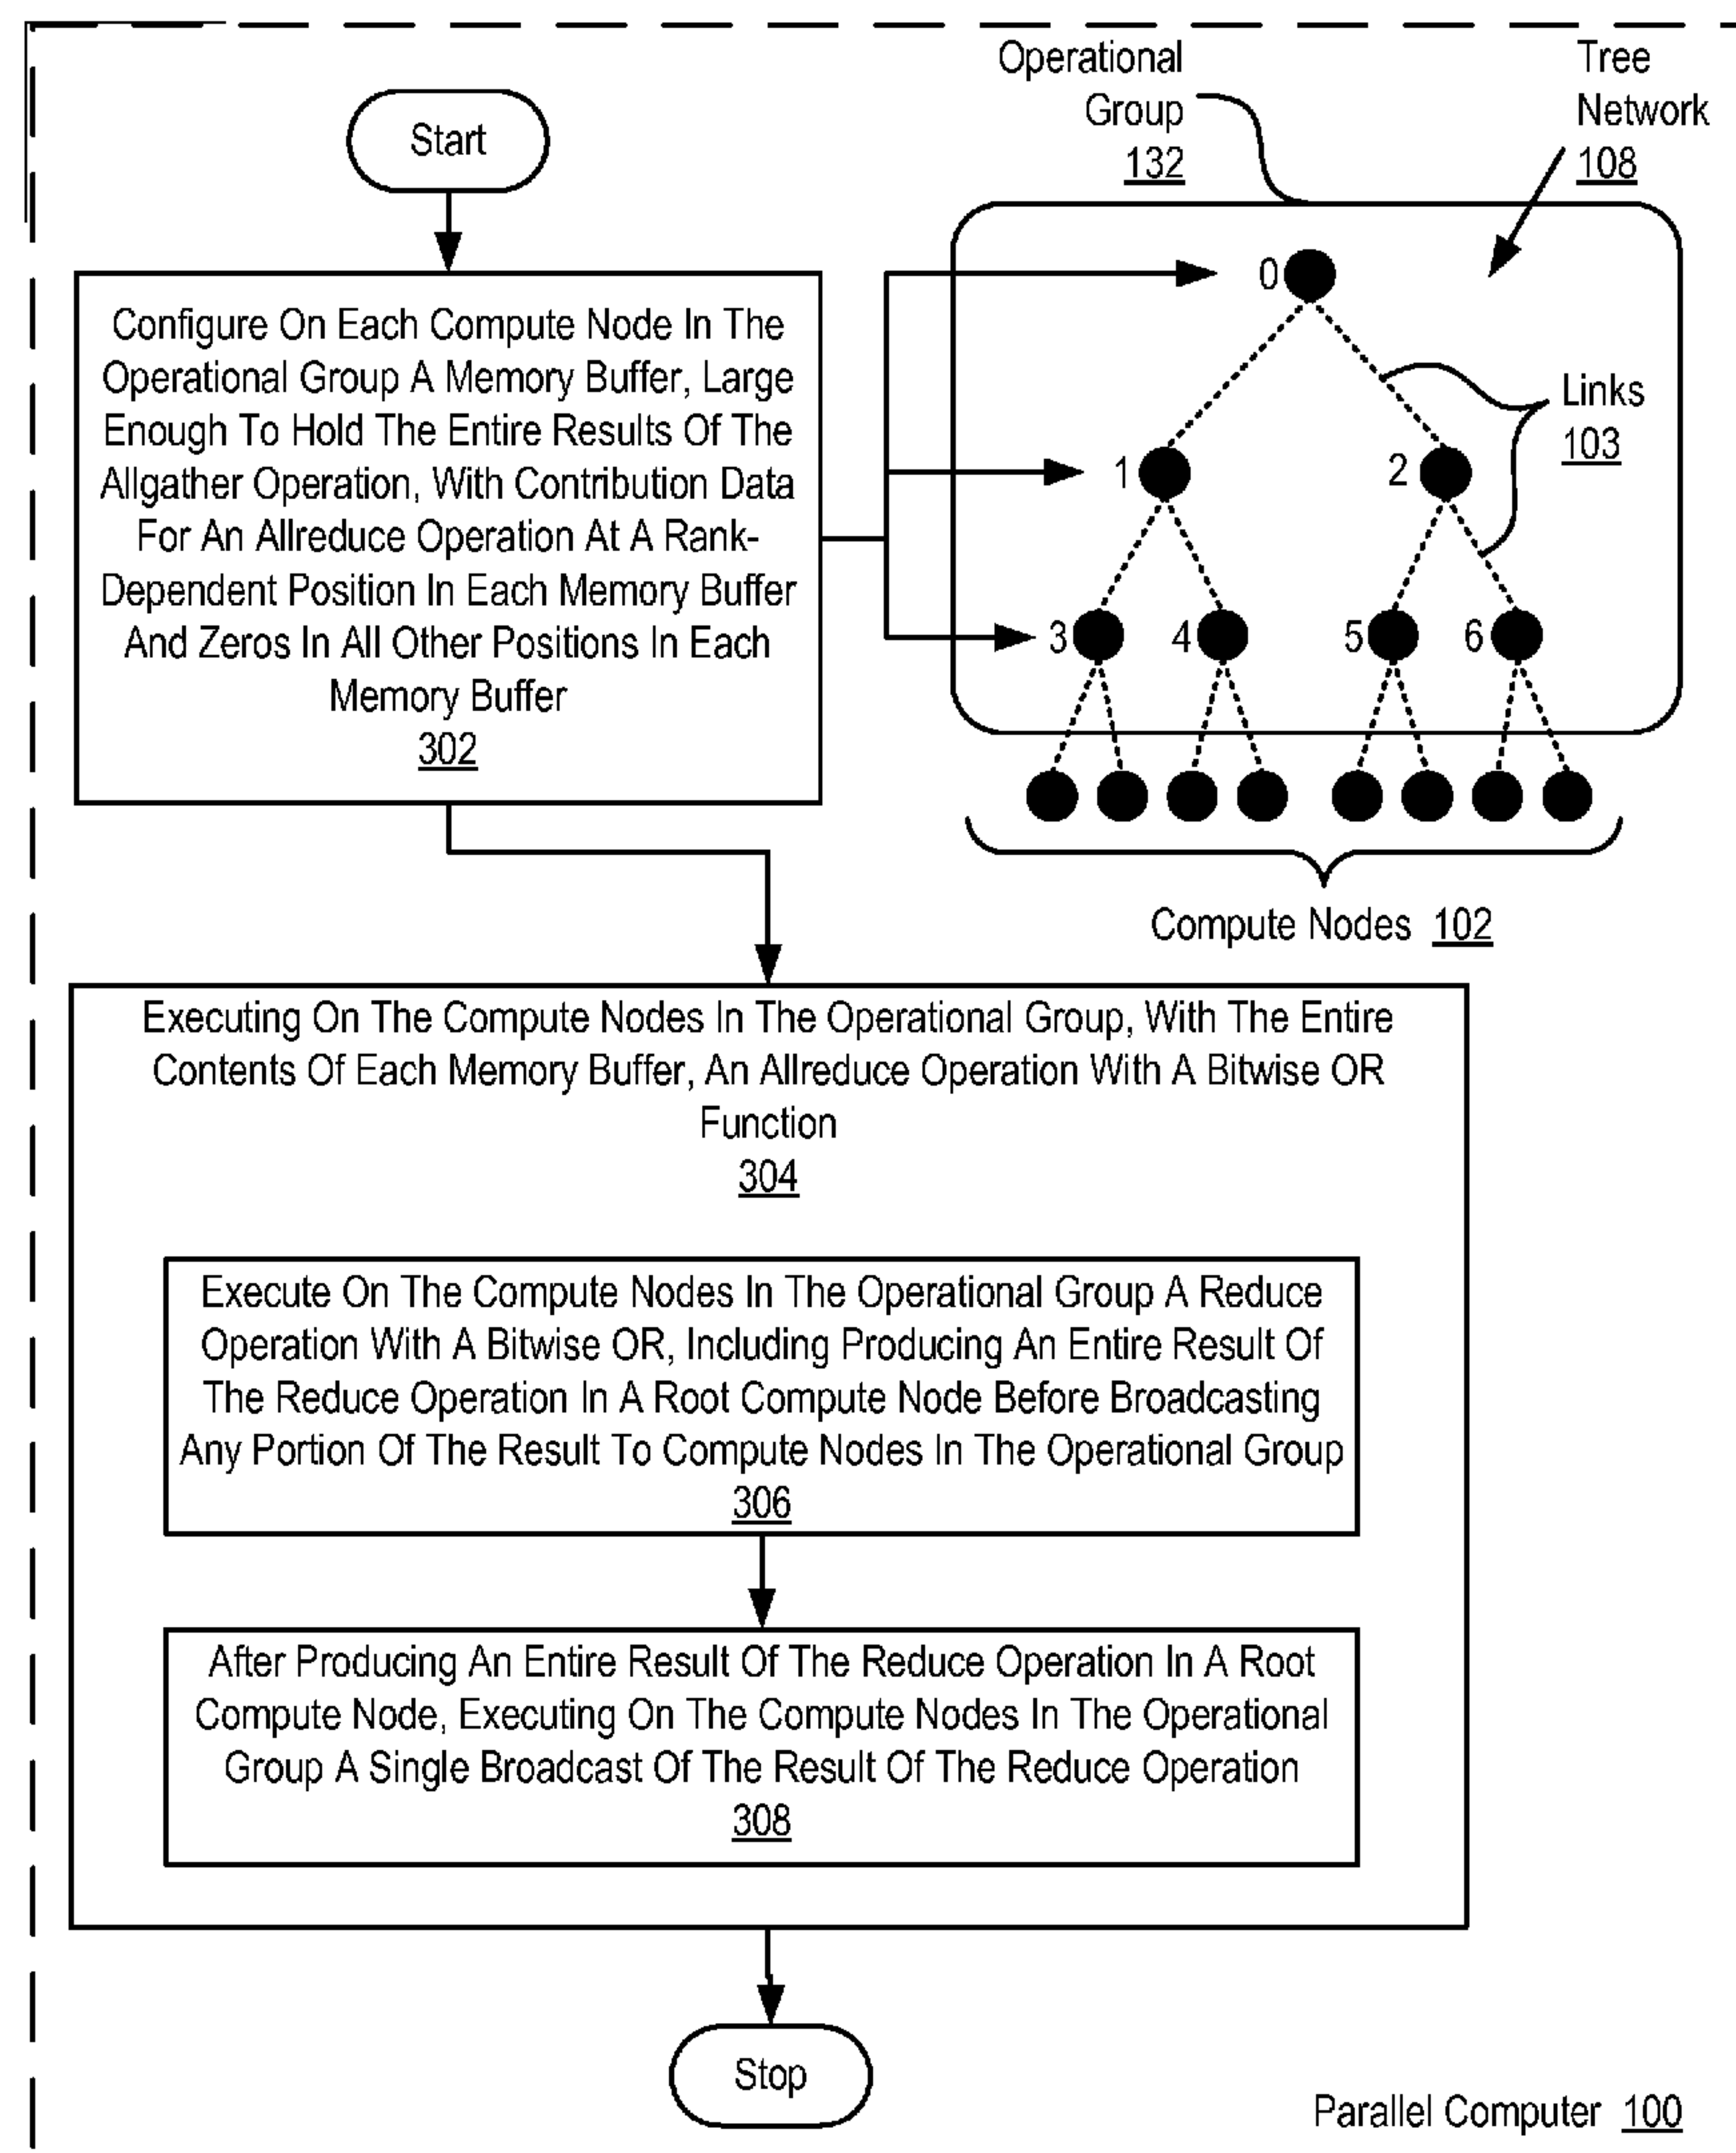 Operational
Group
132
Tree
Network
108
Start
Configure On Each Compute Node In The
Operational Group A Memory Buffer, Large
Enough To Hold The Entire Results Of The
Allgather Operation, With Contribution Data
For An Allreduce Operation At A Rank-
Dependent Position In Each Memory Buffer
And Zeros In All Other Positions In Each
Memory Buffer
302
0
1
2
3
4
5
6
Links
103
Compute Nodes 102
Executing On The Compute Nodes In The Operational Group, With The Entire
Contents Of Each Memory Buffer, An Allreduce Operation With A Bitwise OR
Function
304
Execute On The Compute Nodes In The Operational Group A Reduce
Operation With A Bitwise OR, Including Producing An Entire Result Of
The Reduce Operation In A Root Compute Node Before Broadcasting
Any Portion Of The Result To Compute Nodes In The Operational Group
306
After Producing An Entire Result Of The Reduce Operation In A Root
Compute Node, Executing On The Compute Nodes In The Operational
Group A Single Broadcast Of The Result Of The Reduce Operation
308
Stop
Parallel Computer 100